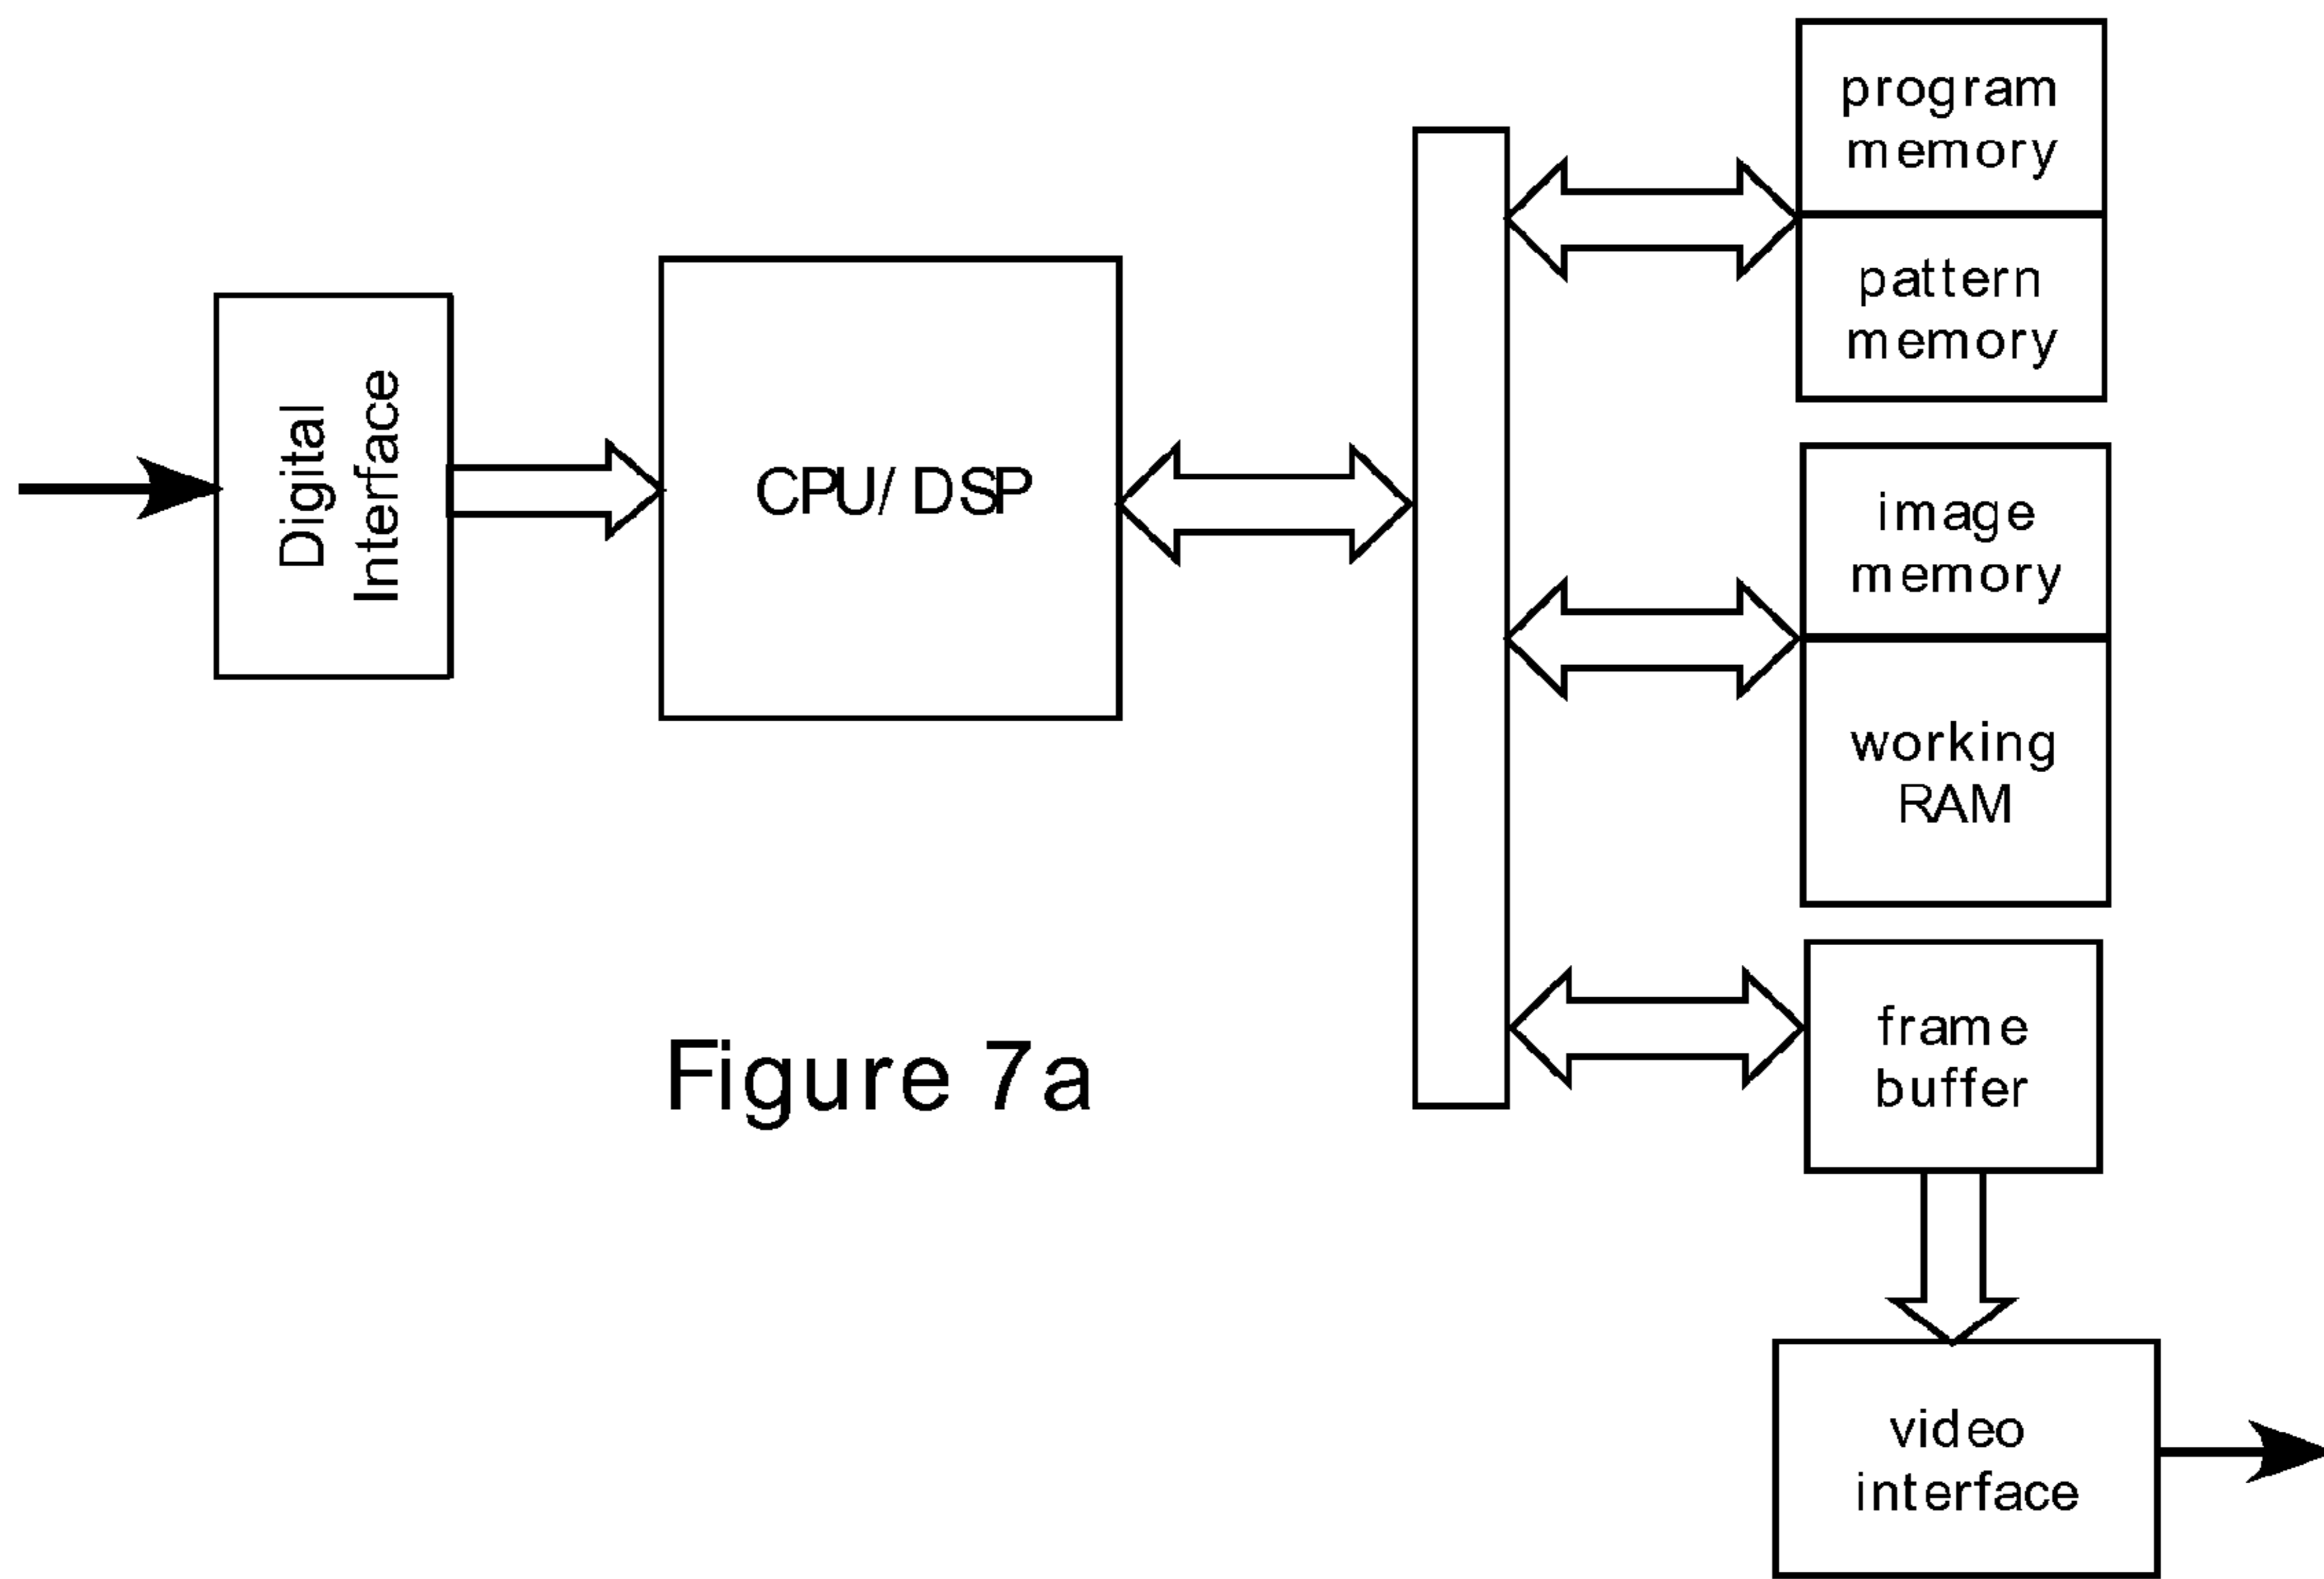 program
memory
pattern
memory
Digital
Interface
CPU/ DSP
image
memory
working
RAM
frame
buffer
Figure 7a
video
interface